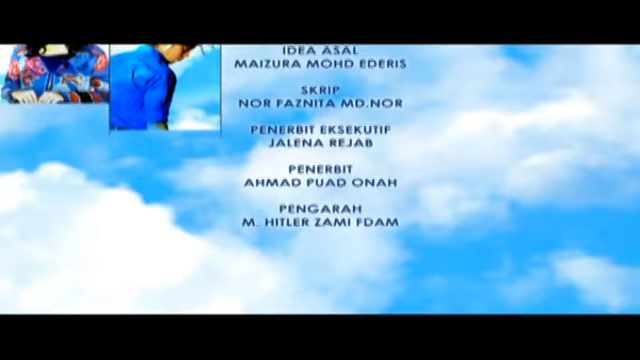 IDEA ASAL
MAIZURA MOHD EDERIS
SKRIP
NOR FAZNITA MD.NOR
PENERBIT EKSEKUTIF
JALENA REJAB
PENERBIT
AHMAD PUAD ONAH
PENGARAH
M. HITLER ZAMI FDAM